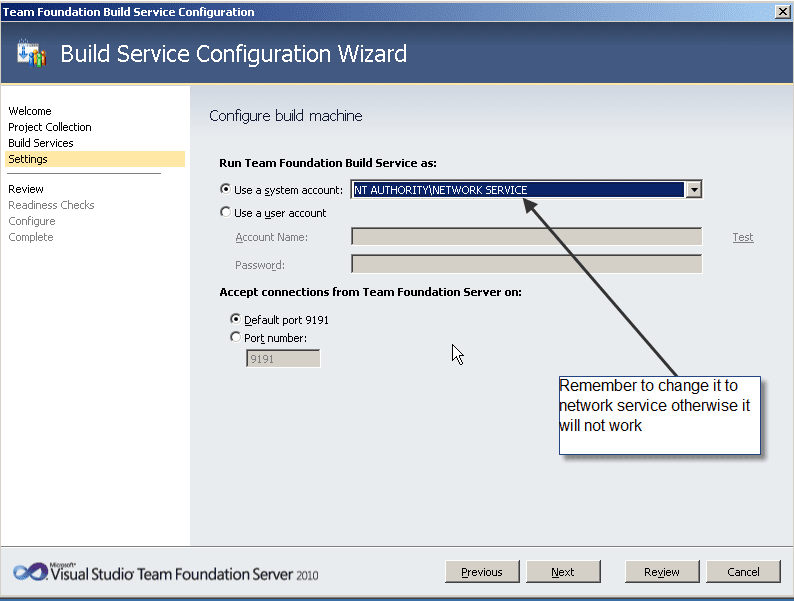 Team Foundation Build Service Configuration
Build Service Configuration Wizard
Welcome
Project Collection
Build Services
Settings
Review
Readiness Checks
Configure
Complete
Configure build machine
Run Team Foundation Build Service as:
Use a system account: NT AUTHORITY\NETWORK SERVICE
Use a user account
Account Name:
Test
Password:
Accept connections from Team Foundation Server on:
Default port 9191
Port number:
9191
Remember to change it to
network service otherwise it
will not work
Microsoft®
Visual Studio® Team Foundation Server 2010
Previous
Next
Review
Cancel